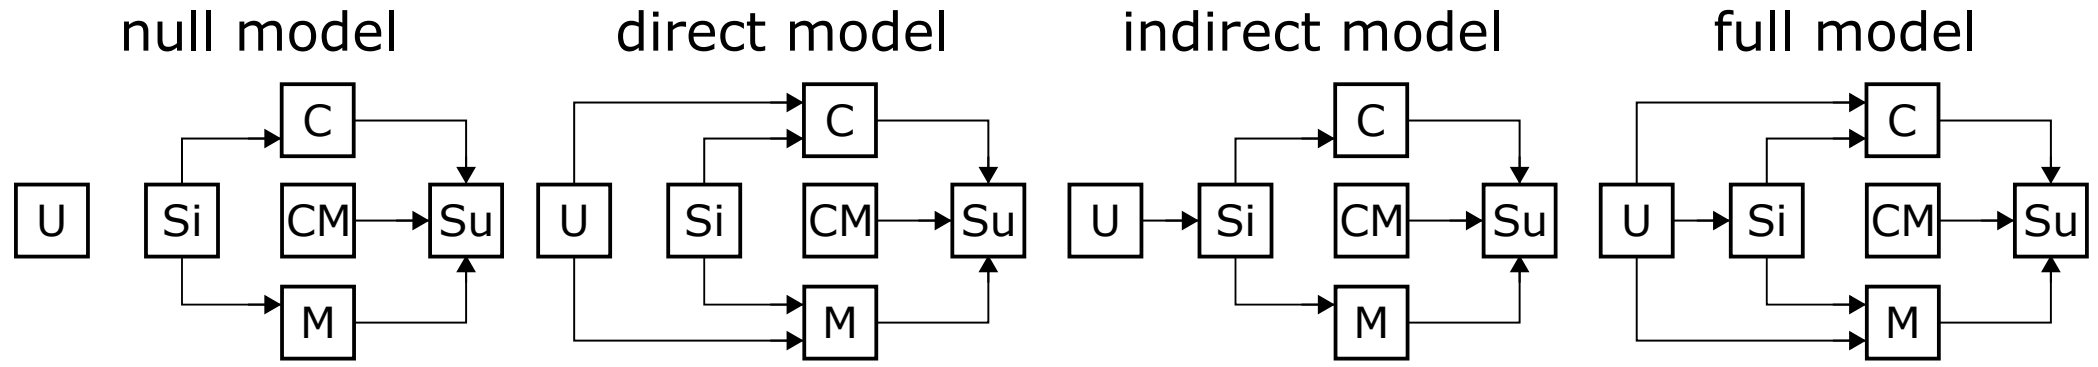 null model
direct model
indirect model
full model
C
U
Si
CM
Su
M
C
U
Si
CM
Su
M
C
U
Si
CM
Su
M
C
U
Si
CM
Su
M